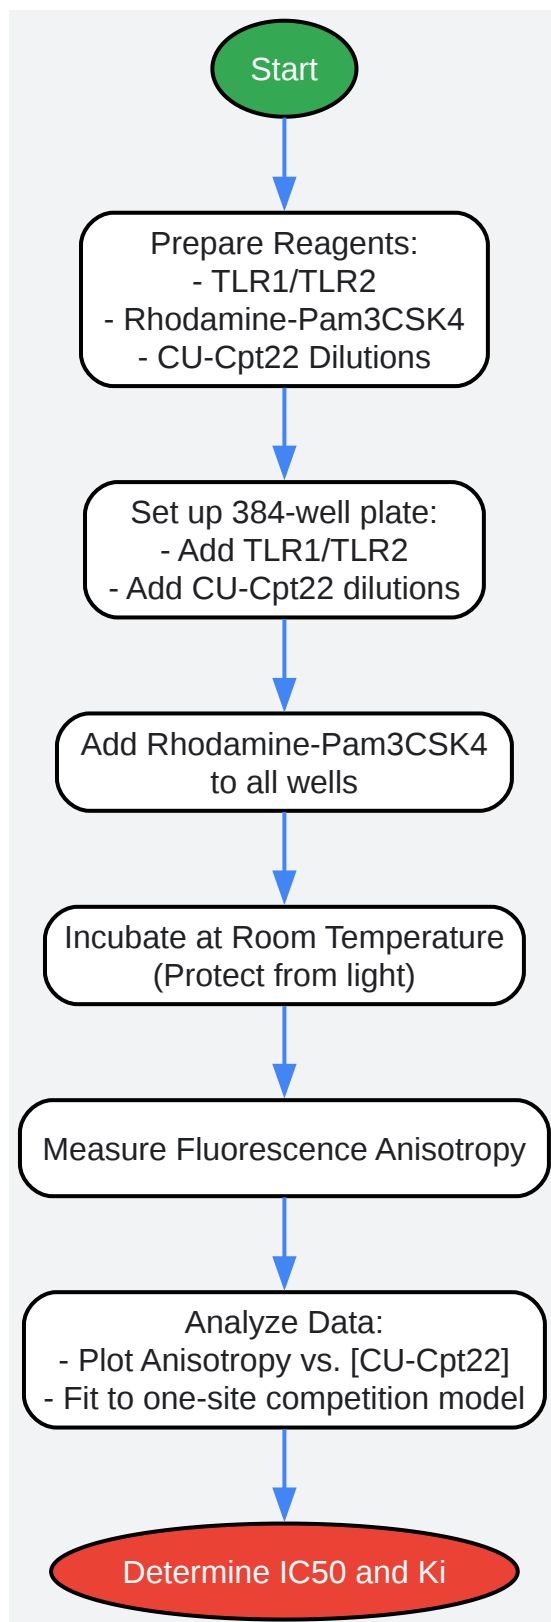 Start
Prepare Reagents:
- TLR1/TLR2
- Rhodamine-Pam3CSK4
- CU-Cpt22 Dilutions
Set up 384-well plate:
- Add TLR1/TLR2
- Add CU-Cpt22 dilutions
Add Rhodamine-Pam3CSK4
to all wells
Incubate at Room Temperature
(Protect from light)
Measure Fluorescence Anisotropy
Analyze Data:
- Plot Anisotropy vs. [CU-Cpt22]
- Fit to one-site competition model
Determine IC50 and Ki